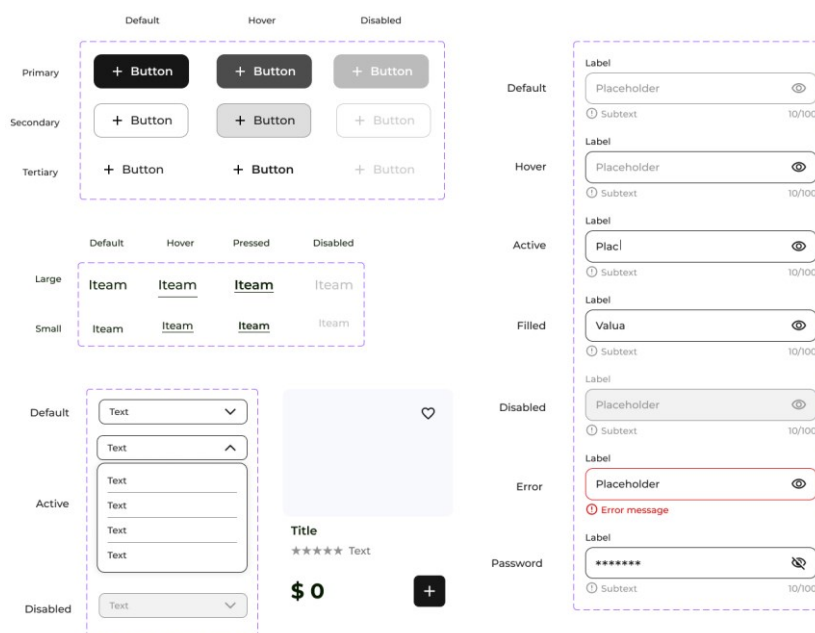 Default Hover Disabled
Primary + Button + Button + Button
Secondary + Button + Button + Button
Tertiary + Button + Button + Button
Default Hover Pressed Disabled
Large Iteam Iteam Iteam Iteam
Small Iteam Iteam Iteam Iteam
Default Text
Text
Active
Text
Text
Text
Text
Disabled Text
Title
★★★★★ Text
$ 0
+
Label
Default Placeholder
Subtext 10/100
Label
Hover Placeholder
Subtext 10/100
Label
Active Plac
Subtext 10/100
Label
Filled Valua
Subtext 10/100
Label
Disabled Placeholder
Subtext 10/100
Label
Error Placeholder
Error message
Label
Password *******
Subtext 10/100